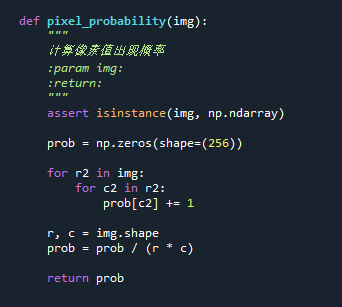 def pixel_probability(img):
"""
计算像素值出现概率
:param img:
:return:
"""
assert isinstance(img, np.ndarray)
prob = np.zeros(shape=(256))
for r2 in img:
for c2 in r2:
prob[c2] += 1
r, c = img.shape
prob = prob / (r * c)
return prob